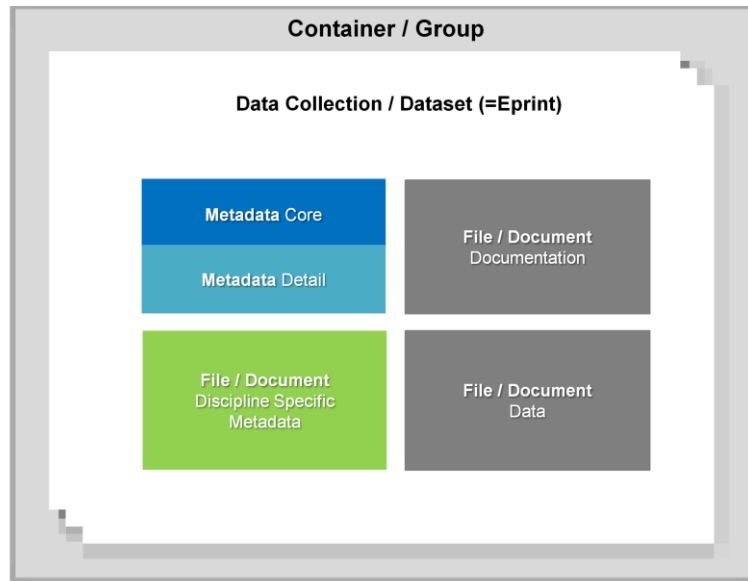 Container / Group
Data Collection / Dataset (=Eprint)
Metadata Core
Metadata Detail
File / Document
Documentation
File / Document
Discipline Specific
Metadata
File / Document
Data